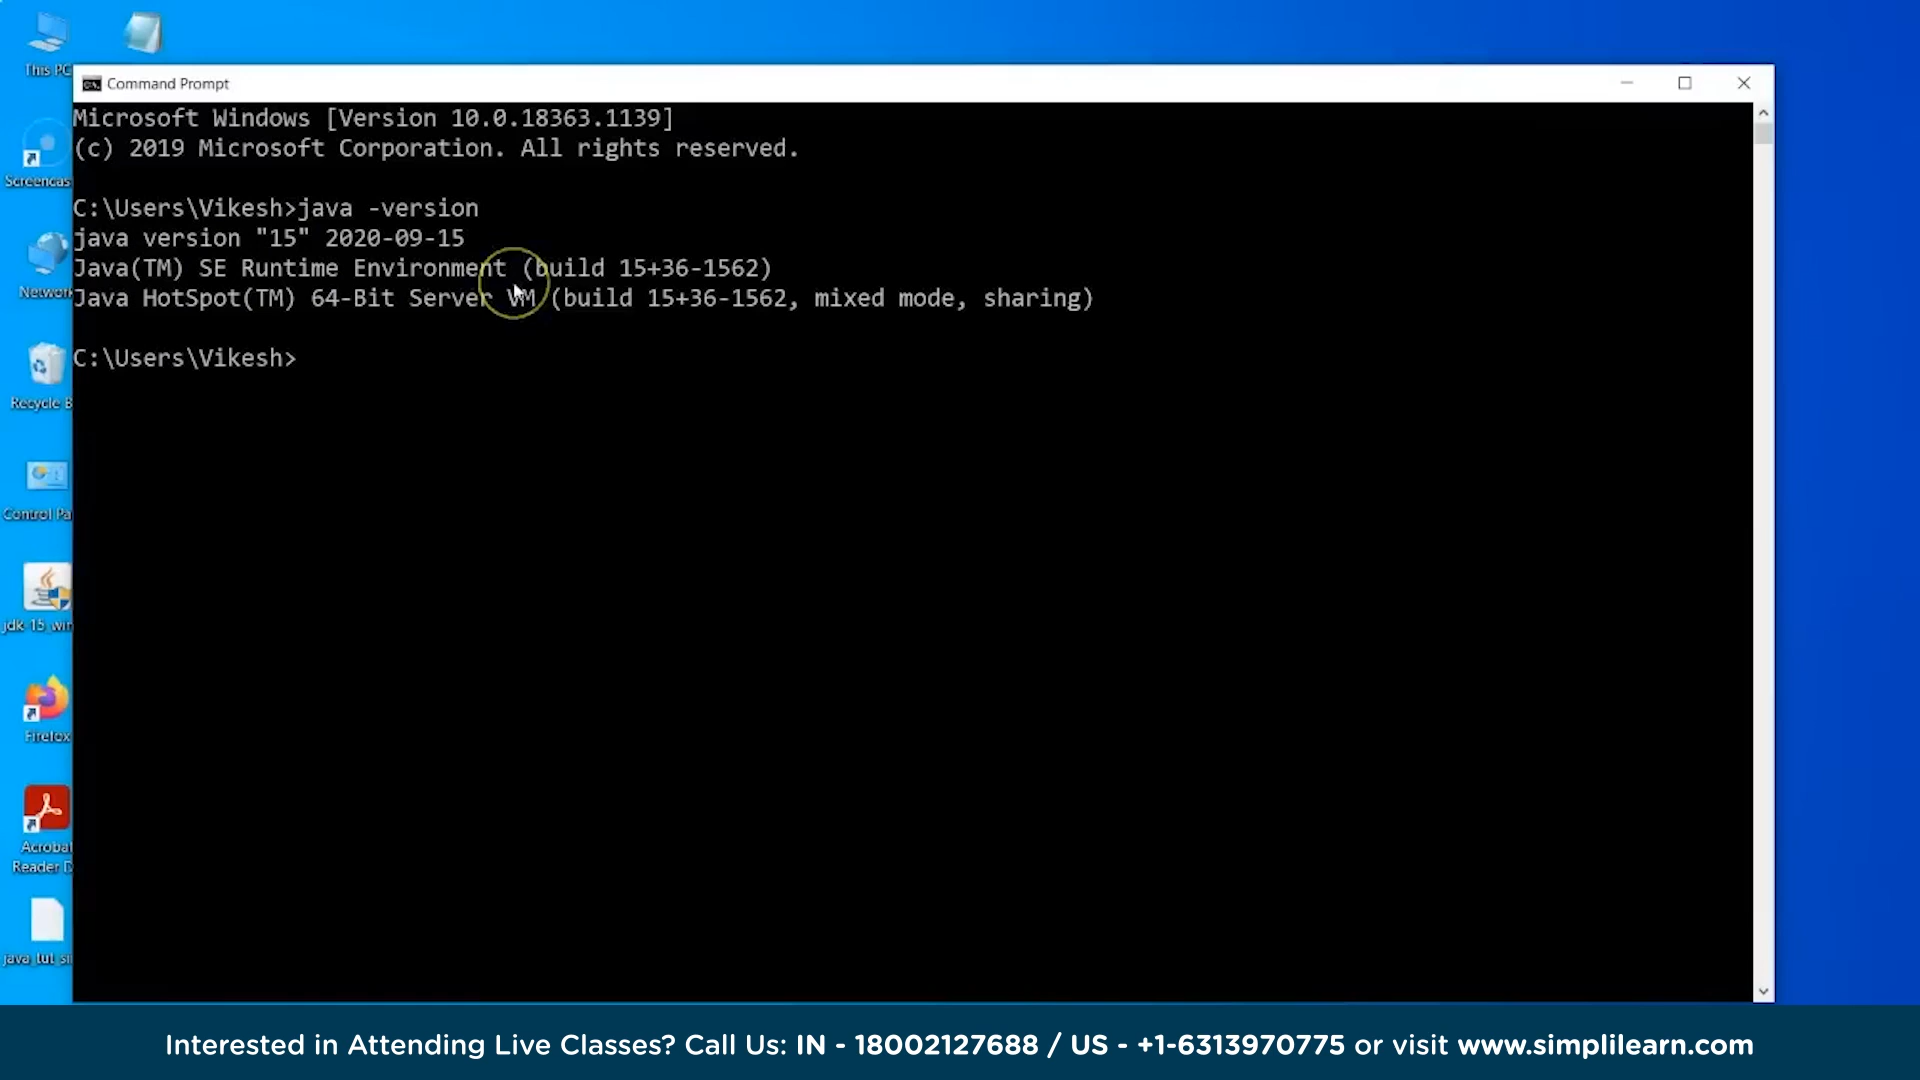 This PC
Command Prompt
Microsoft Windows [Version 10.0.18363.1139]
(c) 2019 Microsoft Corporation. All rights reserved.
Screencas
C:\Users\Vikesh>java -version
java version "15" 2020-09-15
Java(TM) SE Runtime Environment (build 15+36-1562)
Network
Java HotSpot(TM) 64-Bit Server VM (build 15+36-1562, mixed mode, sharing)
C:\Users\Vikesh>
Recycle B
Control Pa
jdk-15_win
Firefox
Acrobat
Reader D
java_tut_si
Interested in Attending Live Classes? Call Us: IN - 18002127688 / US - +1-6313970775 or visit www.simplilearn.com